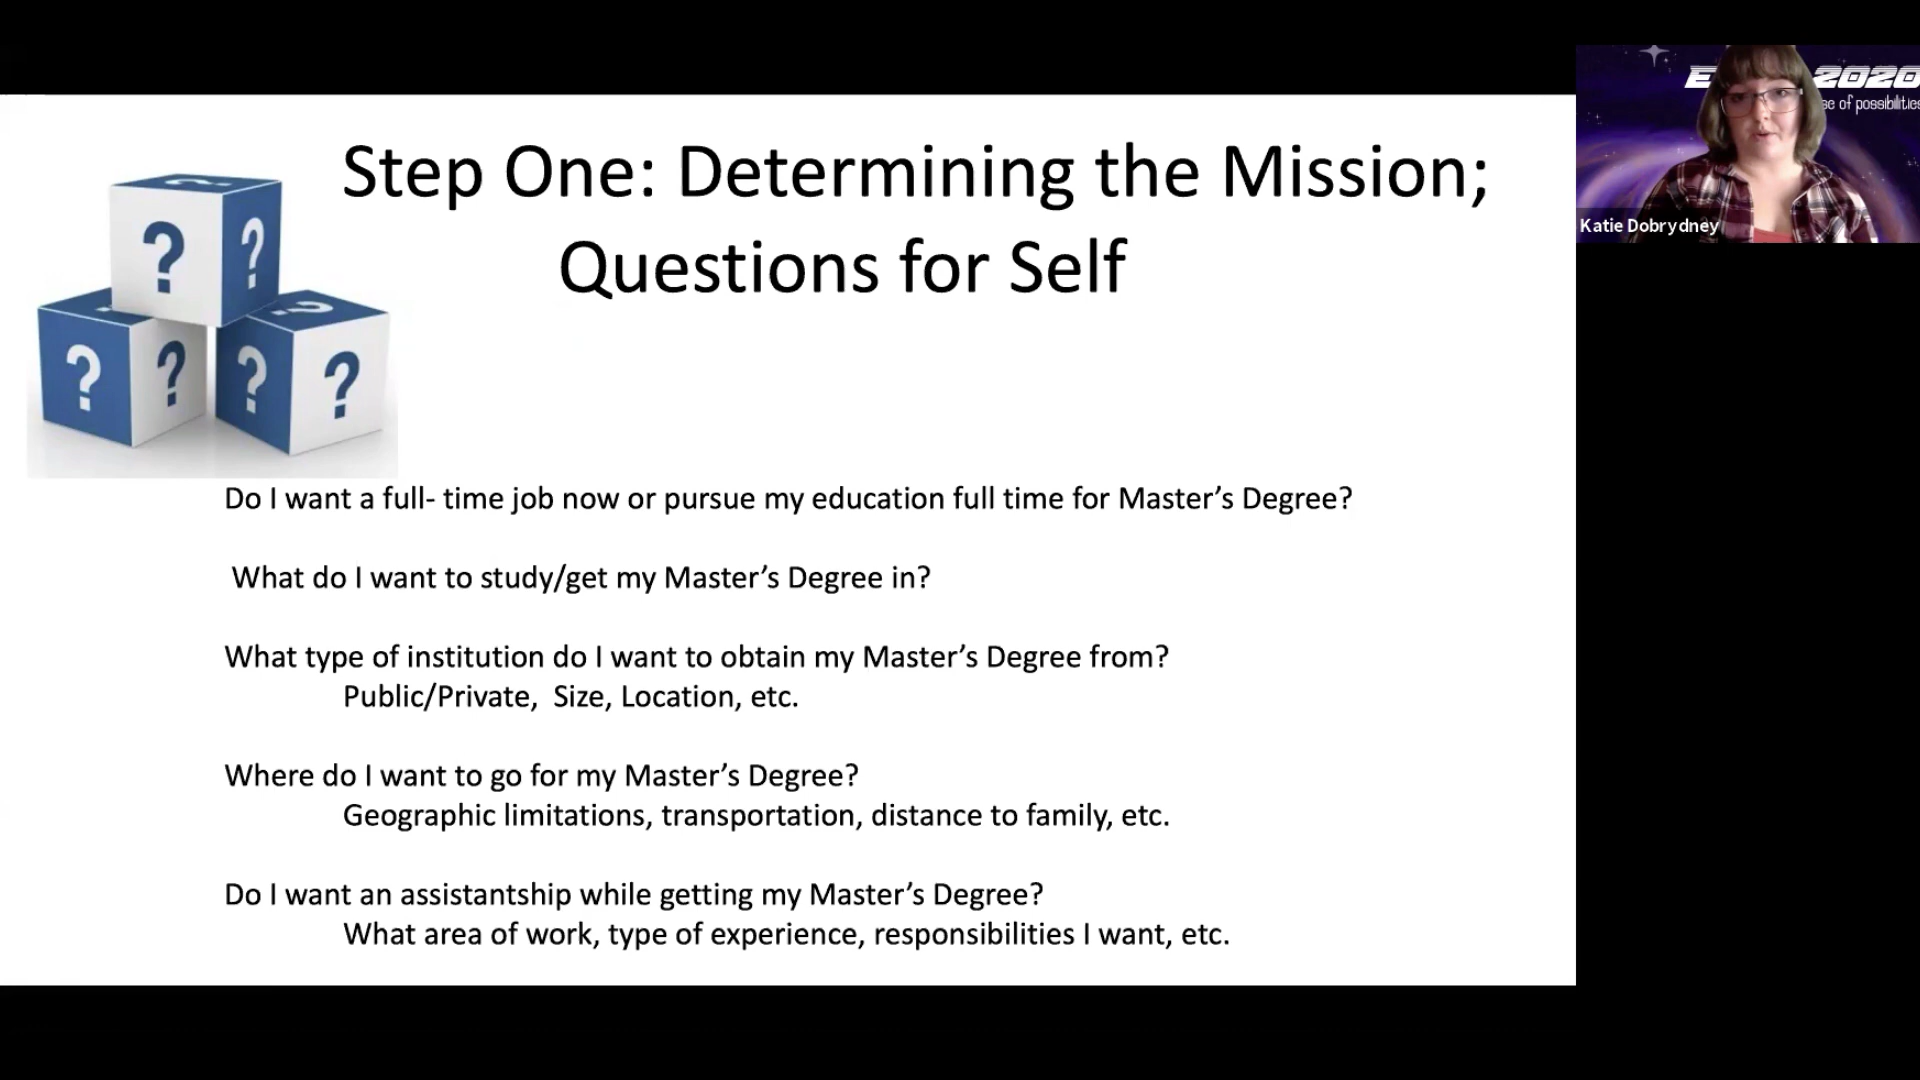 Step One: Determining the Mission;
Questions for Self
? ?
? ? ? ?
Do I want a full- time job now or pursue my education full time for Master’s Degree?
What do I want to study/get my Master’s Degree in?
What type of institution do I want to obtain my Master’s Degree from?
Public/Private, Size, Location, etc.
Where do I want to go for my Master’s Degree?
Geographic limitations, transportation, distance to family, etc.
Do I want an assistantship while getting my Master’s Degree?
What area of work, type of experience, responsibilities I want, etc.
2020
of possibilities
Katie Dobrydney